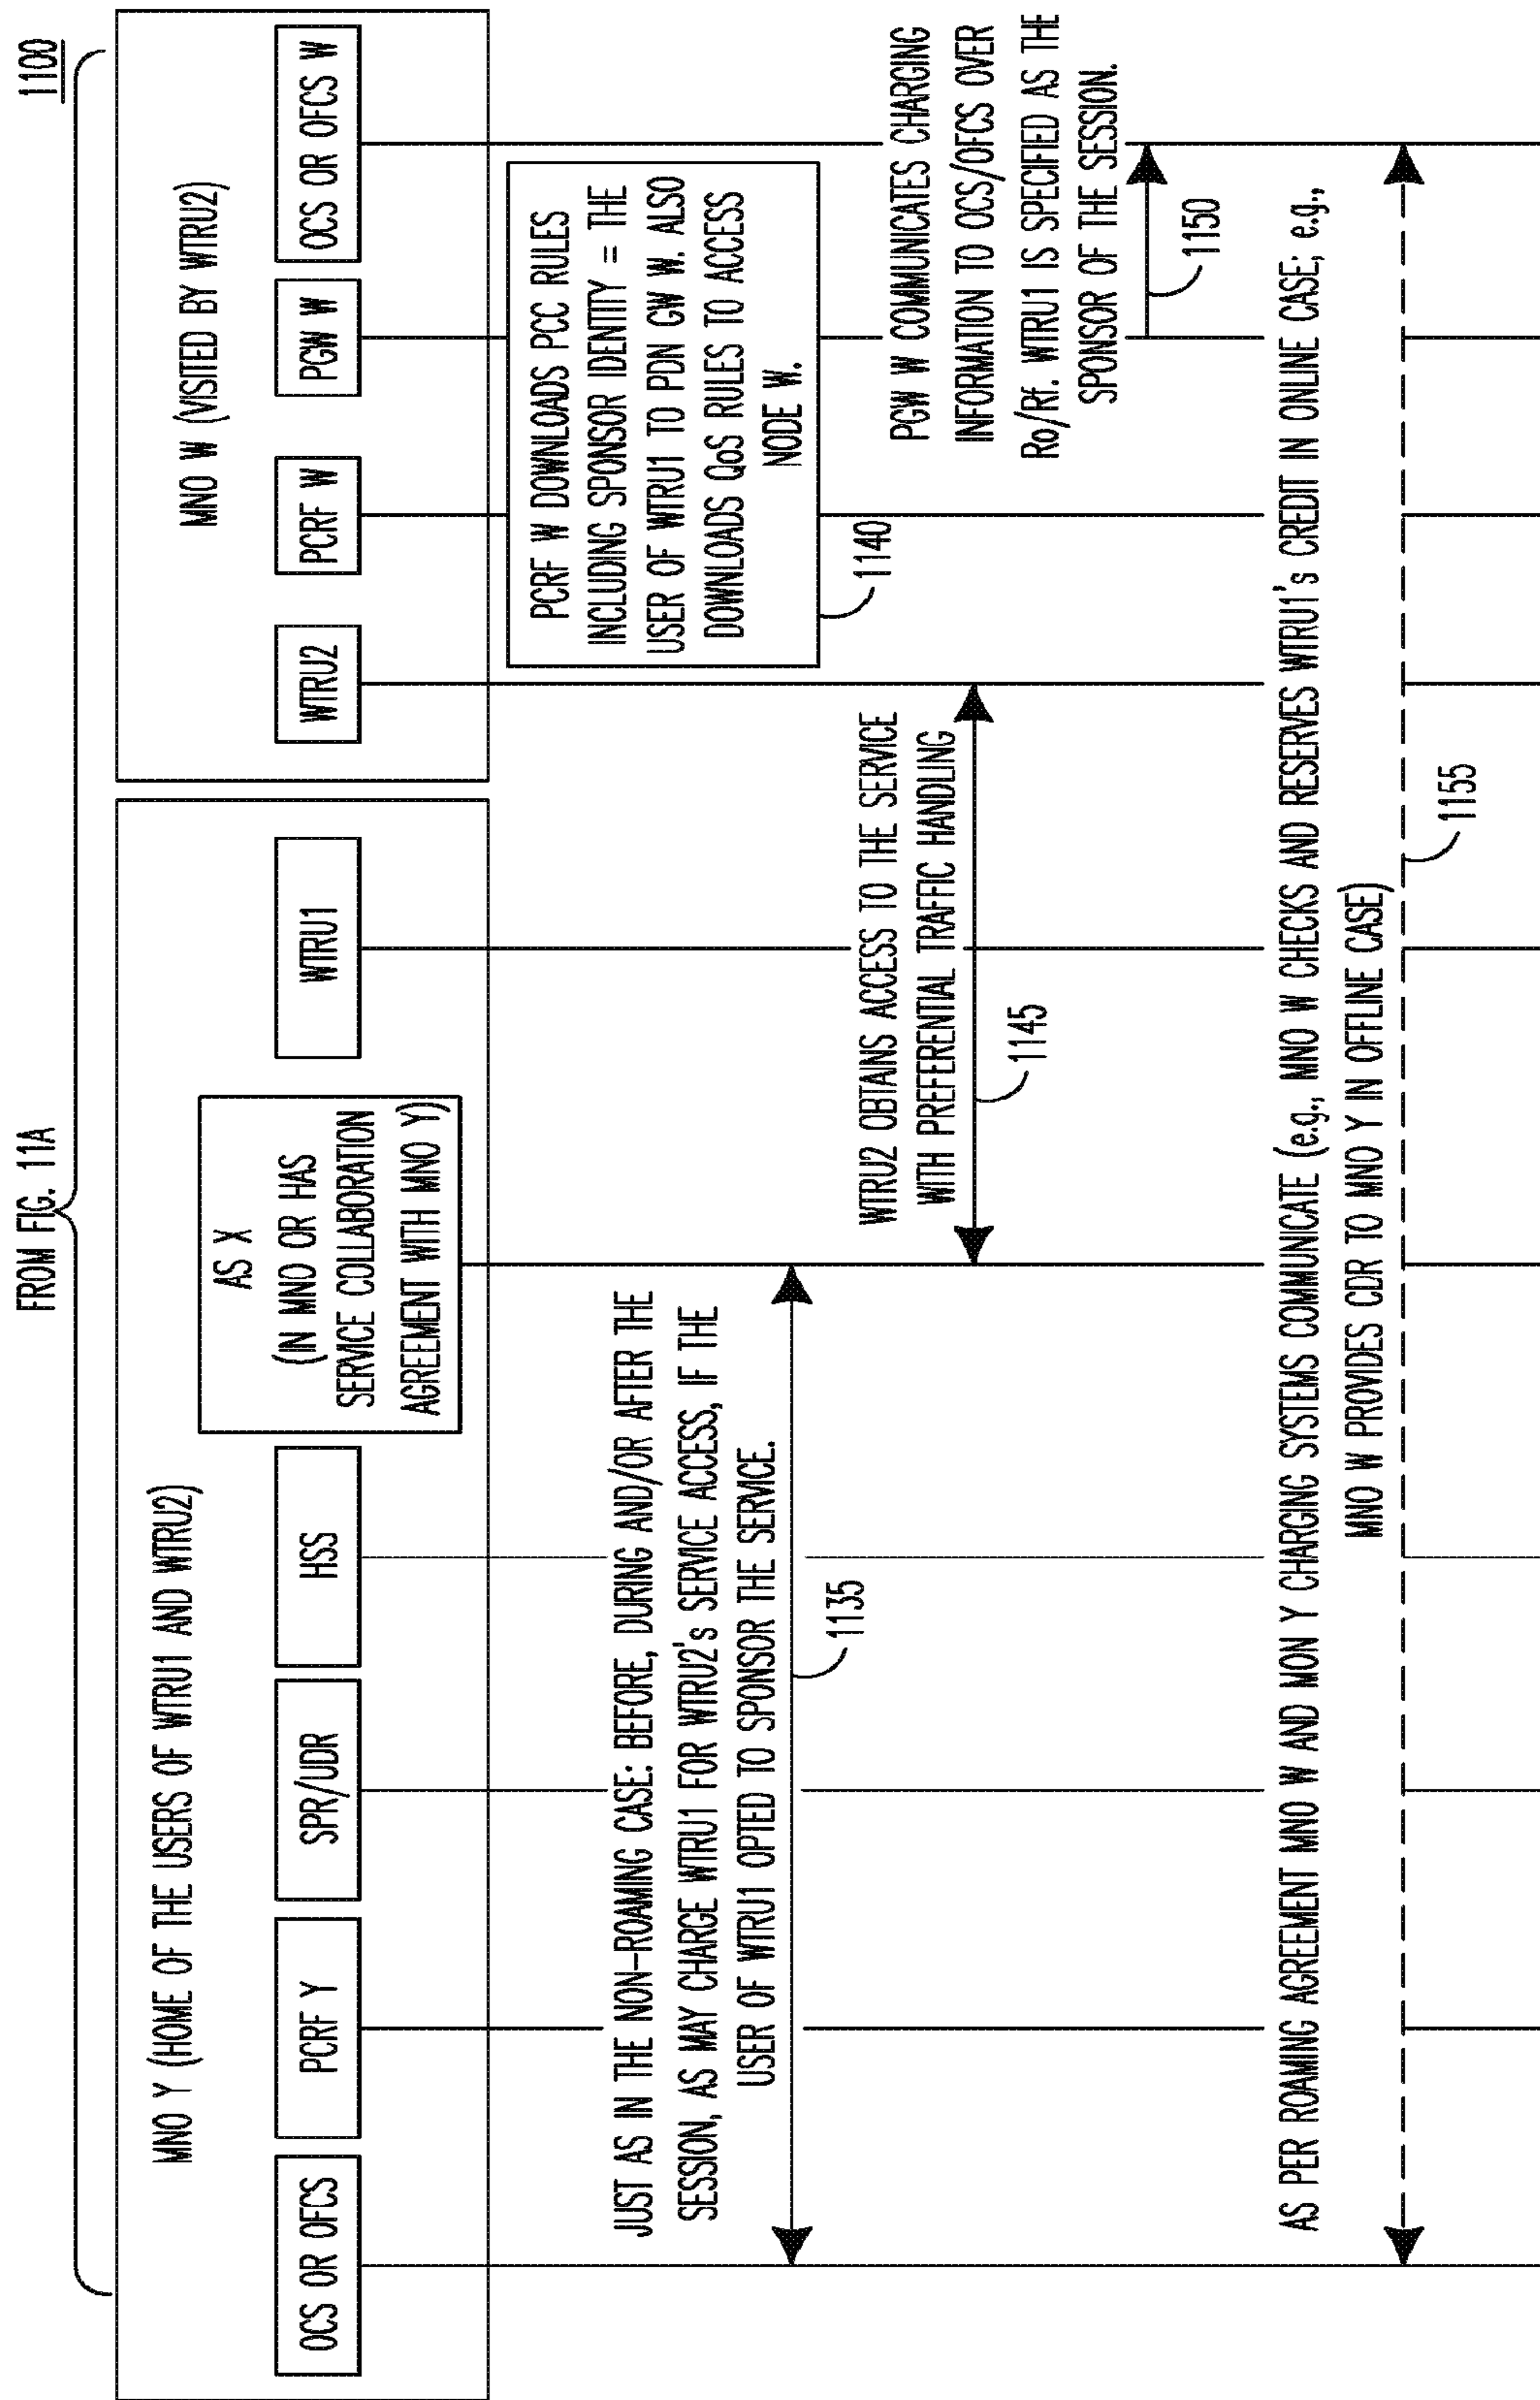 FROM FIG. 11A
1100
MNO Y (HOME OF THE USERS OF WTRU1 AND WTRU2)
MNO W (VISITED BY WTRU2)
OCS OR OFCS
PCRF Y
SPR/UDR
HSS
AS X
(IN MNO OR HAS
SERVICE COLLABORATION
AGREEMENT WITH MNO Y)
WTRU1
WTRU2
PCRF W
PGW W
OCS OR OFCS W
JUST AS IN THE NON-ROAMING CASE: BEFORE, DURING AND/OR AFTER THE
SESSION, AS MAY CHARGE WTRU1 FOR WTRU2's SERVICE ACCESS, IF THE
USER OF WTRU1 OPTED TO SPONSOR THE SERVICE.
1135
PCRF W DOWNLOADS PCC RULES
INCLUDING SPONSOR IDENTITY = THE
USER OF WTRU1 TO PDN GW W. ALSO
DOWNLOADS QoS RULES TO ACCESS
NODE W.
1140
WTRU2 OBTAINS ACCESS TO THE SERVICE
WITH PREFERENTIAL TRAFFIC HANDLING
1145
PGW W COMMUNICATES CHARGING
INFORMATION TO OCS/OFCS OVER
Ro/Rf. WTRU1 IS SPECIFIED AS THE
SPONSOR OF THE SESSION.
1150
AS PER ROAMING AGREEMENT MNO W AND MON Y CHARGING SYSTEMS COMMUNICATE (e.g., MNO W CHECKS AND RESERVES WTRU1's CREDIT IN ONLINE CASE; e.g.,
MNO W PROVIDES CDR TO MNO Y IN OFFLINE CASE)
1155